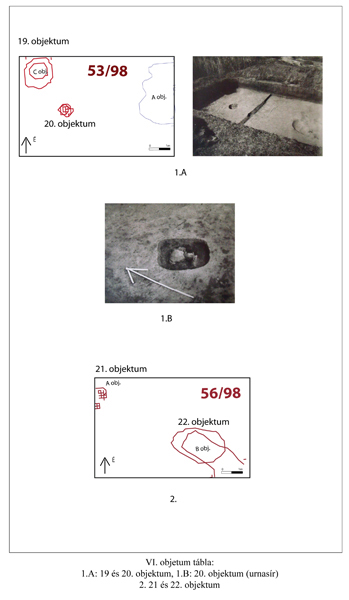 19. objektum
C obj.
53/98
A obj.
20. objektum
É
1.A
1.B
21. objektum
A obj.
56/98
22. objektum
B obj.
É
2.
VI. objetum tábla:
1.A: 19 és 20. objektum, 1.B: 20. objektum (urnasír)
2. 21 és 22. objektum